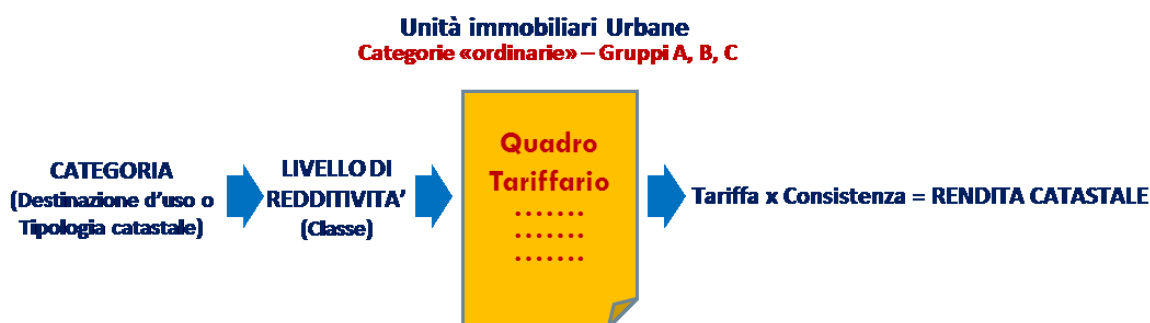 Unità immobiliari Urbane
Categorie «ordinarie» – Gruppi A, B, C
CATEGORIA
(Destinazione d'uso o
Tipologia catastale)
LIVELLO DI
REDDITIVITA'
(Classe)
Quadro
Tariffario
.......
.......
.......
Tariffa x Consistenza = RENDITA CATASTALE